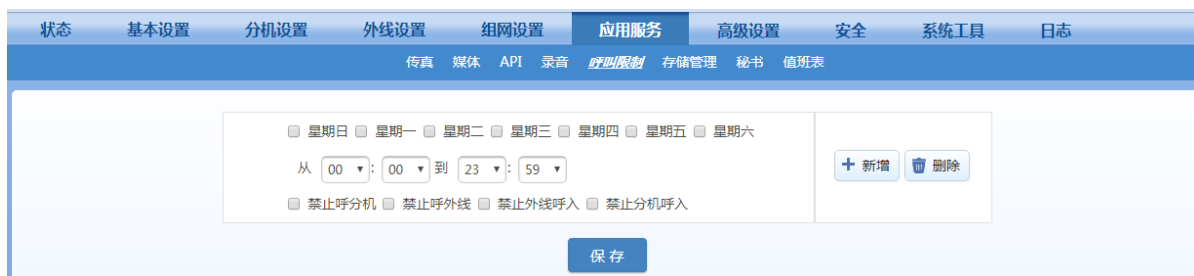 状态 基本设置 分机设置 外线设置 组网设置 应用服务 高级设置 安全 系统工具 日志
传真 媒体 API 录音 呼叫限制 存储管理 秘书 值班表
星期日 星期一 星期二 星期三 星期四 星期五 星期六
从 00 : 00 到 23 : 59
新增 删除
禁止呼分机 禁止呼外线 禁止外线呼入 禁止分机呼入
保存